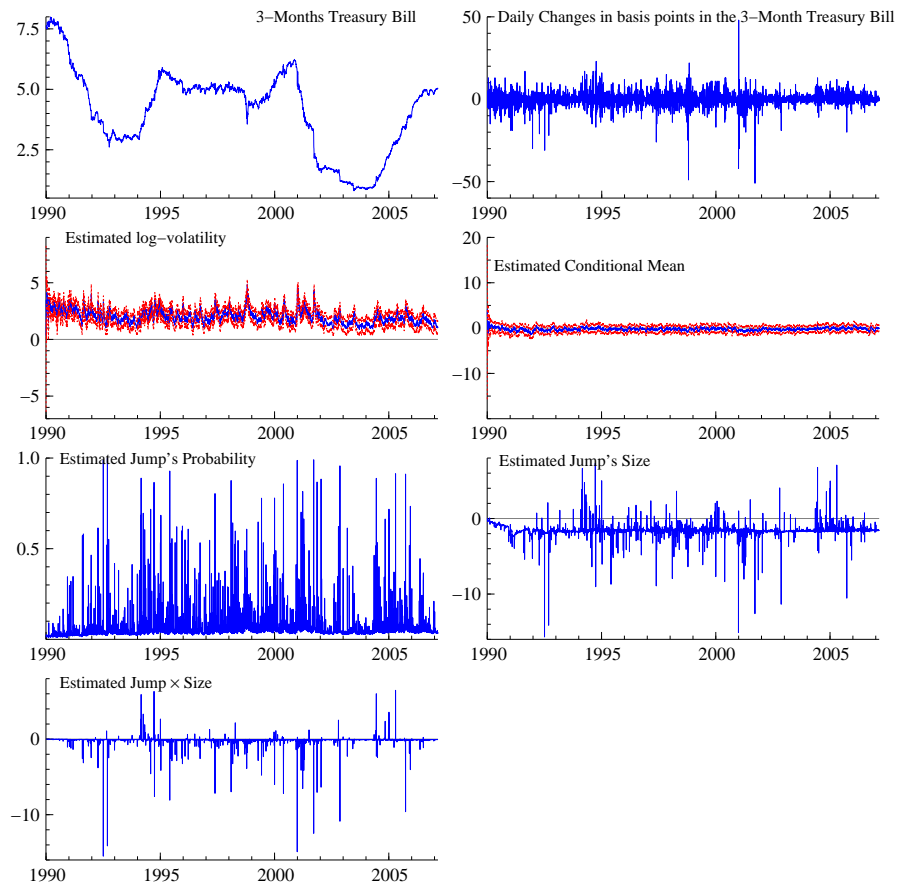 3−Months Treasury Bill
7.5
5.0
2.5
1990 1995 2000 2005
Daily Changes in basis points in the 3−Month Treasury Bill
50
0
−50
1990 1995 2000 2005
Estimated log−volatility
5
0
−5
1990 1995 2000 2005
Estimated Conditional Mean
20
10
0
−10
1990 1995 2000 2005
Estimated Jump's Probability
1.0
0.5
1990 1995 2000 2005
Estimated Jump's Size
0
−10
1990 1995 2000 2005
Estimated Jump × Size
0
−10
1990 1995 2000 2005